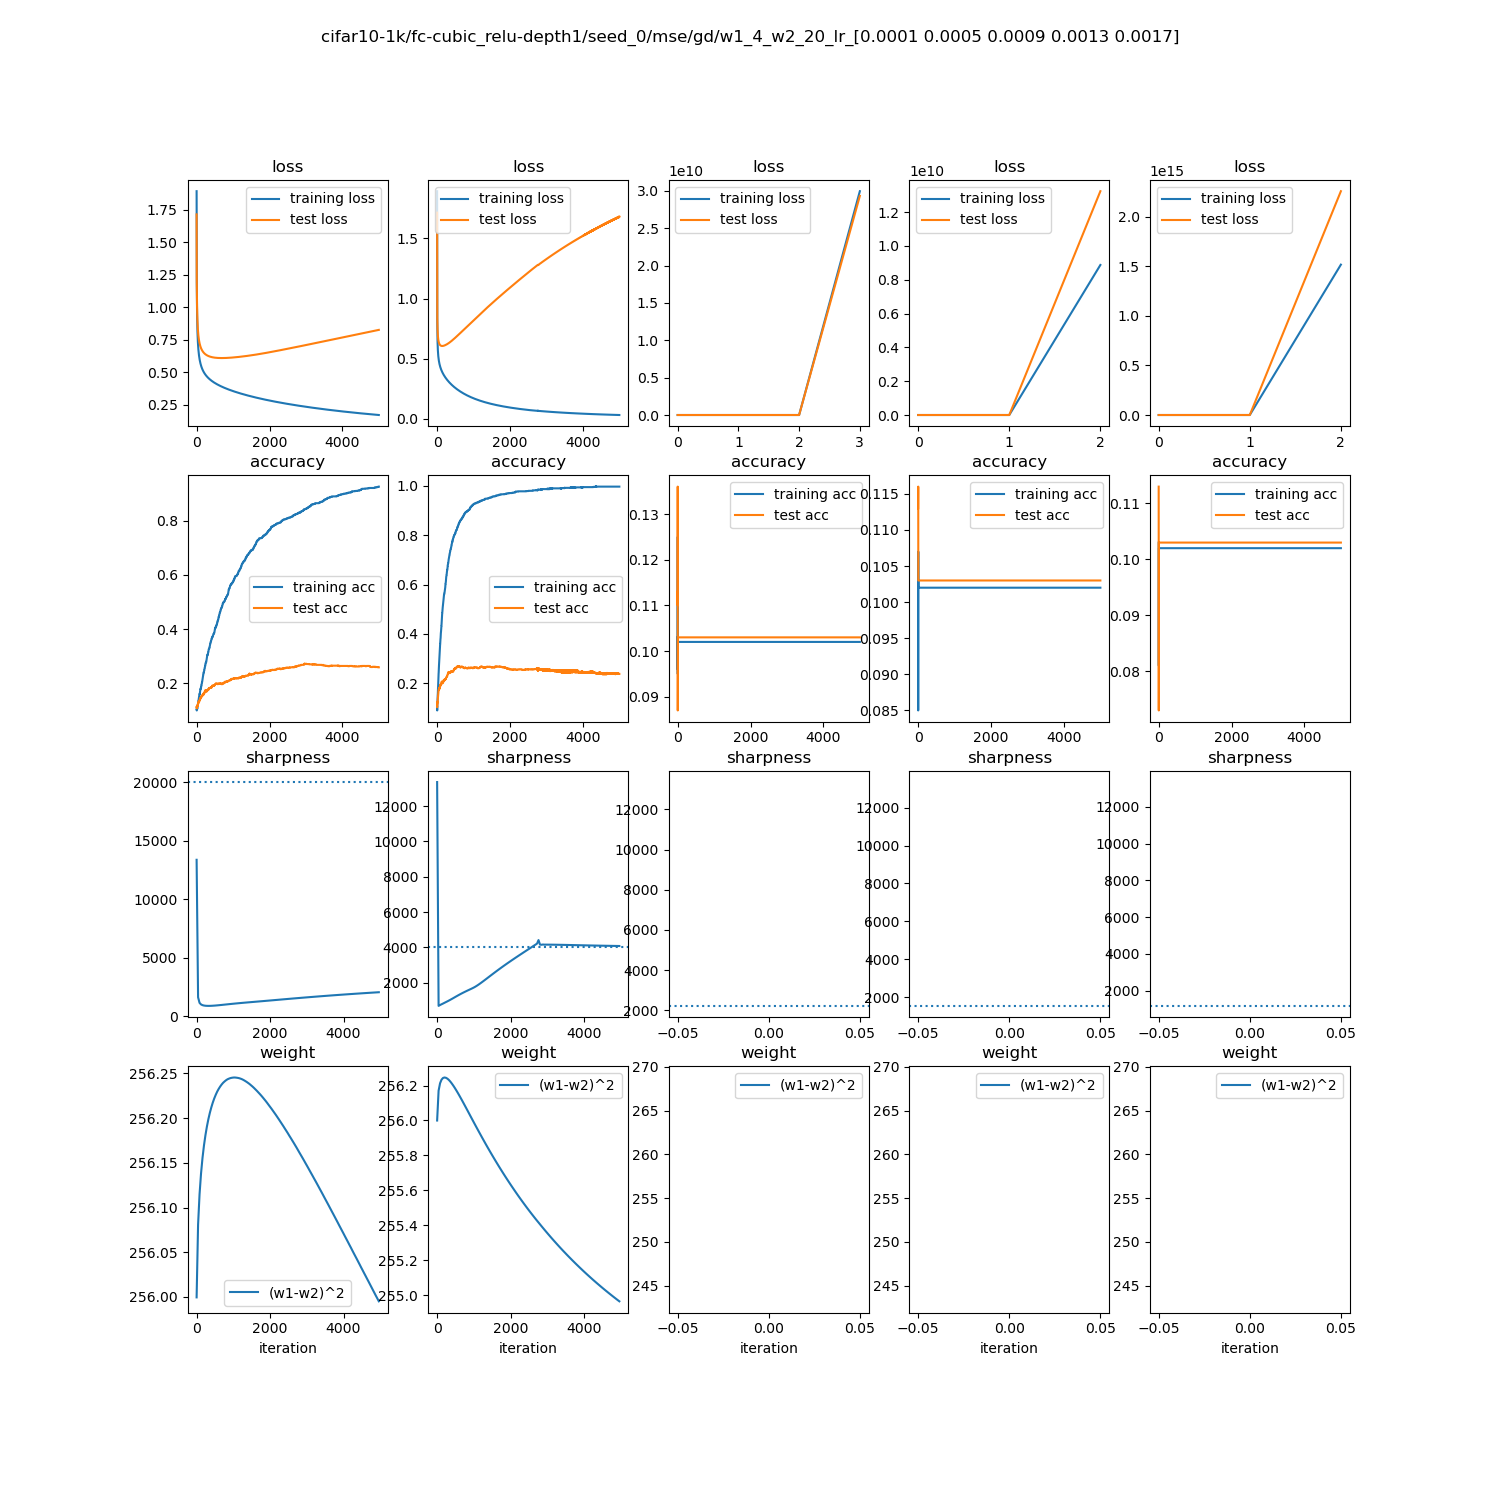 cifar10-1k/fc-cubic_relu-depth1/seed_0/mse/gd/w1_4_w2_20_lr_[0.0001 0.0005 0.0009 0.0013 0.0017]
loss
training loss
test loss
1.75
1.50
1.25
1.00
0.75
0.50
0.25
0 2000 4000
loss
training loss
test loss
1.5
1.0
0.5
0.0
0 2000 4000
1e10 loss
training loss
test loss
3.0
2.5
2.0
1.5
1.0
0.5
0.0
0 1 2 3
1e10 loss
training loss
test loss
1.2
1.0
0.8
0.6
0.4
0.2
0.0
0 1 2
1e15 loss
training loss
test loss
2.0
1.5
1.0
0.5
0.0
0 1 2
accuracy
training acc
test acc
0.8
0.6
0.4
0.2
0 2000 4000
accuracy
training acc
test acc
1.0
0.8
0.6
0.4
0.2
0 2000 4000
accuracy
training acc
test acc
0.13
0.12
0.11
0.10
0.09
0 2000 4000
accuracy
training acc
test acc
0.115
0.110
0.105
0.100
0.095
0.090
0.085
0 2000 4000
accuracy
training acc
test acc
0.11
0.10
0.09
0.08
0 2000 4000
sharpness
20000
15000
10000
5000
0
0 2000 4000
sharpness
12000
10000
8000
6000
4000
2000
0 2000 4000
sharpness
12000
10000
8000
6000
4000
2000
−0.05 0.00 0.05
sharpness
12000
10000
8000
6000
4000
2000
−0.05 0.00 0.05
sharpness
12000
10000
8000
6000
4000
2000
−0.05 0.00 0.05
weight
(w1-w2)^2
256.25
256.20
256.15
256.10
256.05
256.00
0 2000 4000
iteration
weight
(w1-w2)^2
256.2
256.0
255.8
255.6
255.4
255.2
255.0
0 2000 4000
iteration
weight
(w1-w2)^2
270
265
260
255
250
245
−0.05 0.00 0.05
iteration
weight
(w1-w2)^2
270
265
260
255
250
245
−0.05 0.00 0.05
iteration
weight
(w1-w2)^2
270
265
260
255
250
245
−0.05 0.00 0.05
iteration